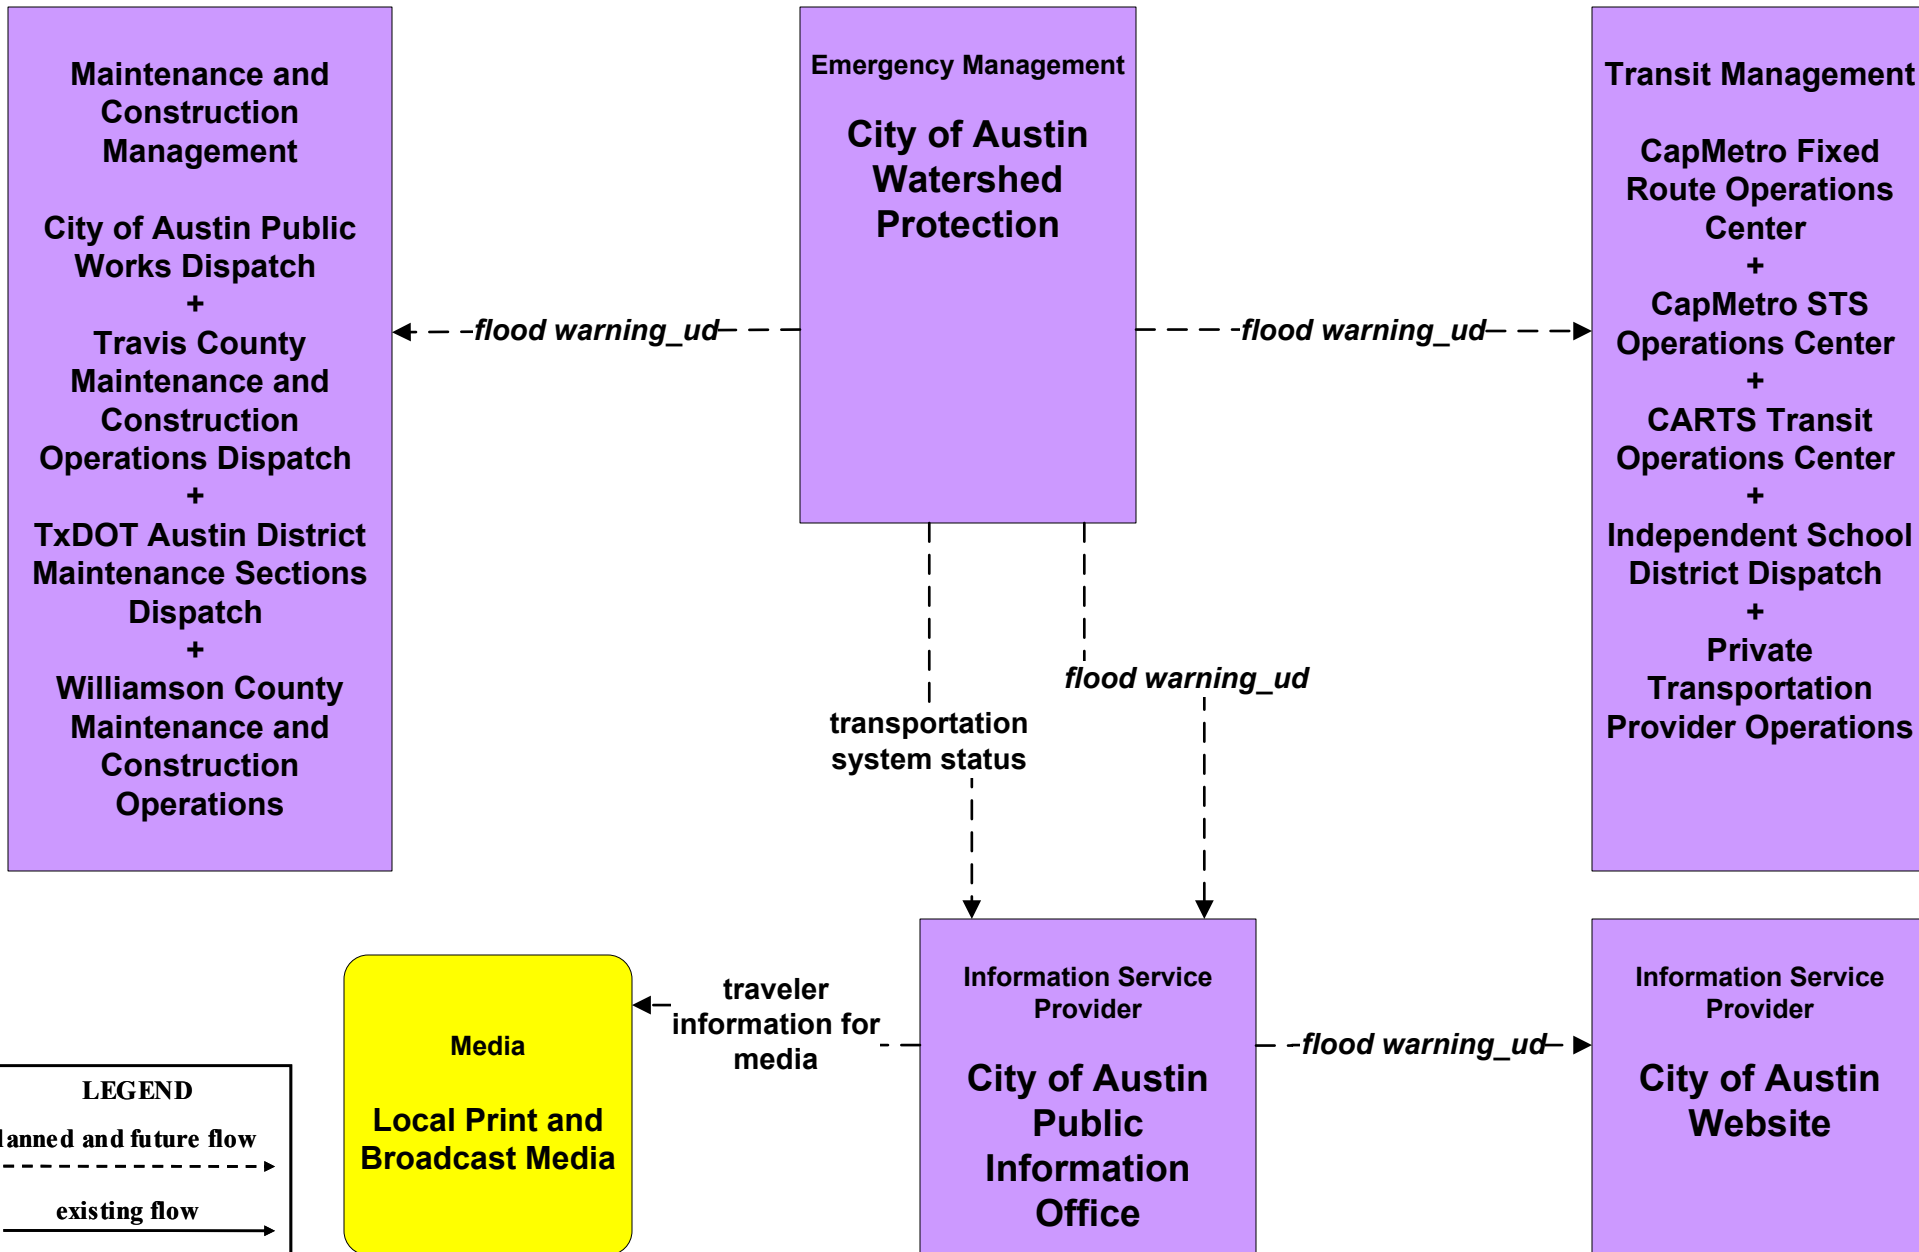 Maintenance and
Construction
Management
City of Austin Public
Works Dispatch
+
Travis County
Maintenance and
Construction
Operations Dispatch
+
TxDOT Austin District
Maintenance Sections
Dispatch
+
Williamson County
Maintenance and
Construction
Operations
flood warning_ud
Emergency Management
City of Austin
Watershed
Protection
flood warning_ud
Transit Management
CapMetro Fixed
Route Operations
Center
+
CapMetro STS
Operations Center
+
CARTS Transit
Operations Center
+
Independent School
District Dispatch
+
Private
Transportation
Provider Operations
flood warning_ud
transportation
system status
traveler
information for
media
Media
Local Print and
Broadcast Media
Information Service
Provider
City of Austin
Public
Information
Office
flood warning_ud
Information Service
Provider
City of Austin
Website
LEGEND
lanned and future flow
existing flow